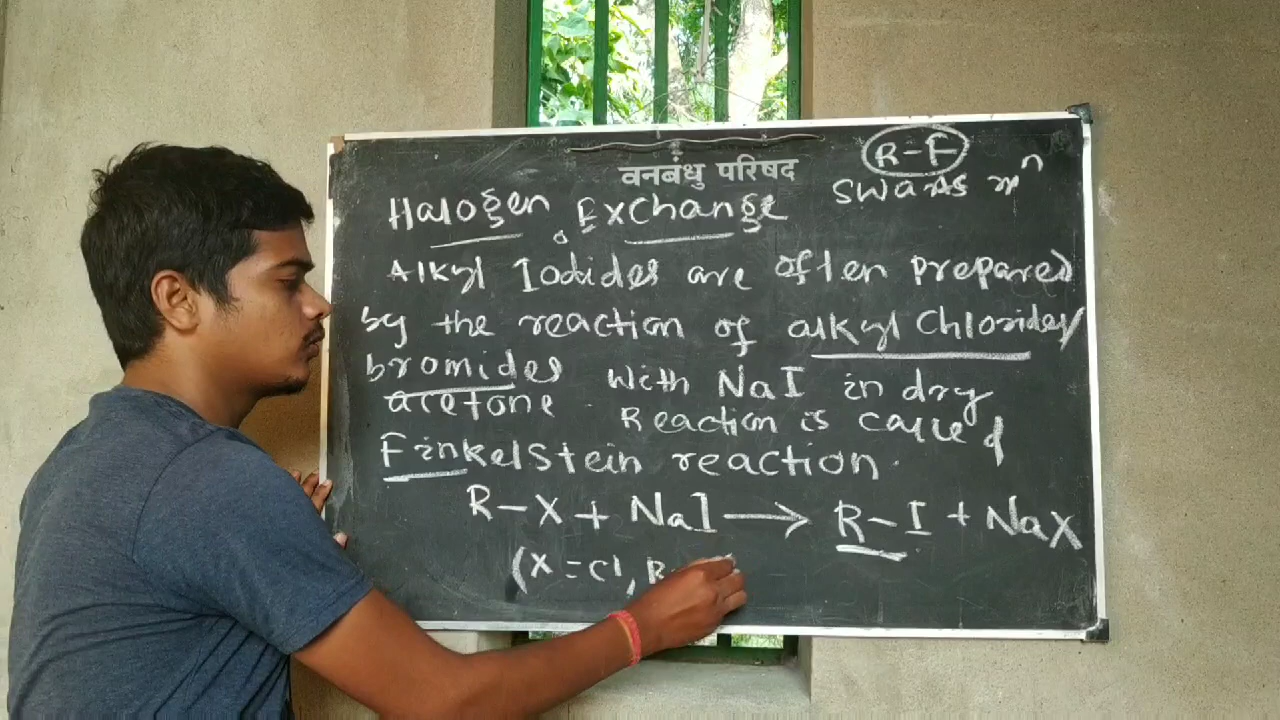 वनबंधु परिषद
R-F
Swarts rxn
Halogen Exchange
Alkyl Iodides are often prepared
by the reaction of alkyl Chlorides/
bromides with NaI in dry
acetone. Reaction is called
Finkelstein reaction.
R-X + NaI → R-I + NaX
(X = Cl, Br